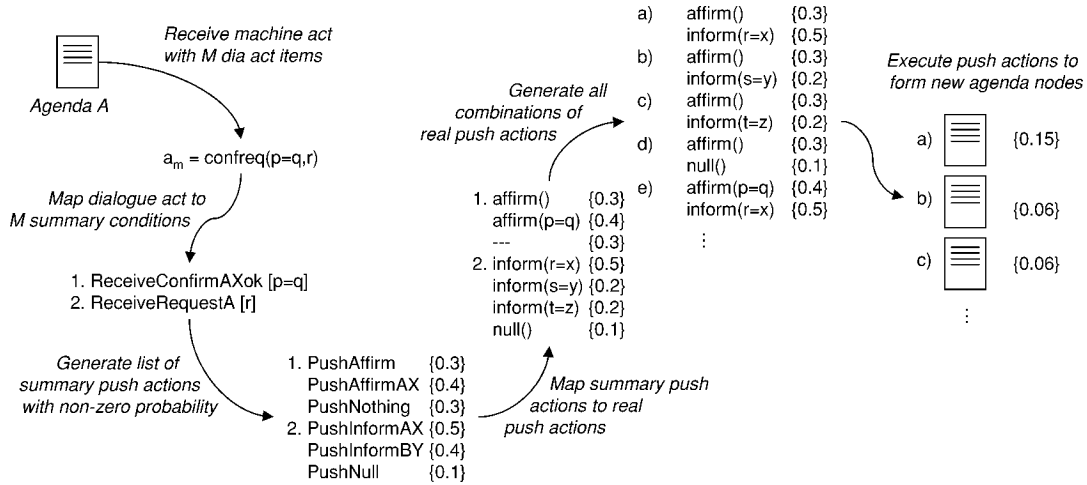 Receive machine act
with M dia act items
Agenda A
a_m = confreq(p=q,r)
Map dialogue act to
M summary conditions
1. ReceiveConfirmAXok [p=q]
2. ReceiveRequestA [r]
Generate list of
summary push actions
with non-zero probability
1. PushAffirm {0.3}
PushAffirmAX {0.4}
PushNothing {0.3}
2. PushInformAX {0.5}
PushInformBY {0.4}
PushNull {0.1}
Map summary push
actions to real
push actions
1. affirm() {0.3}
affirm(p=q) {0.4}
--- {0.3}
2. inform(r=x) {0.5}
inform(s=y) {0.2}
inform(t=z) {0.2}
null() {0.1}
Generate all
combinations of
real push actions
a) affirm() {0.3}
inform(r=x) {0.5}
b) affirm() {0.3}
inform(s=y) {0.2}
c) affirm() {0.3}
inform(t=z) {0.2}
d) affirm() {0.3}
null() {0.1}
e) affirm(p=q) {0.4}
inform(r=x) {0.5}
⋮
Execute push actions to
form new agenda nodes
a) {0.15}
b) {0.06}
c) {0.06}
⋮